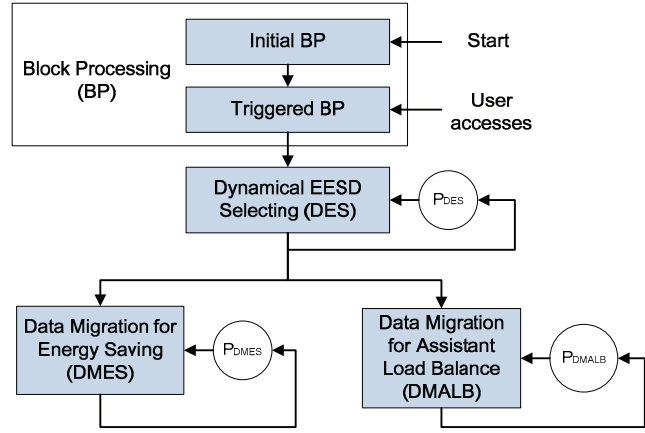 Initial BP
Start
Block Processing
(BP)
Triggered BP
User
accesses
Dynamical EESD
Selecting (DES)
PDES
Data Migration for
Energy Saving
(DMES)
PDMES
Data Migration
for Assistant
Load Balance
(DMALB)
PDMALB